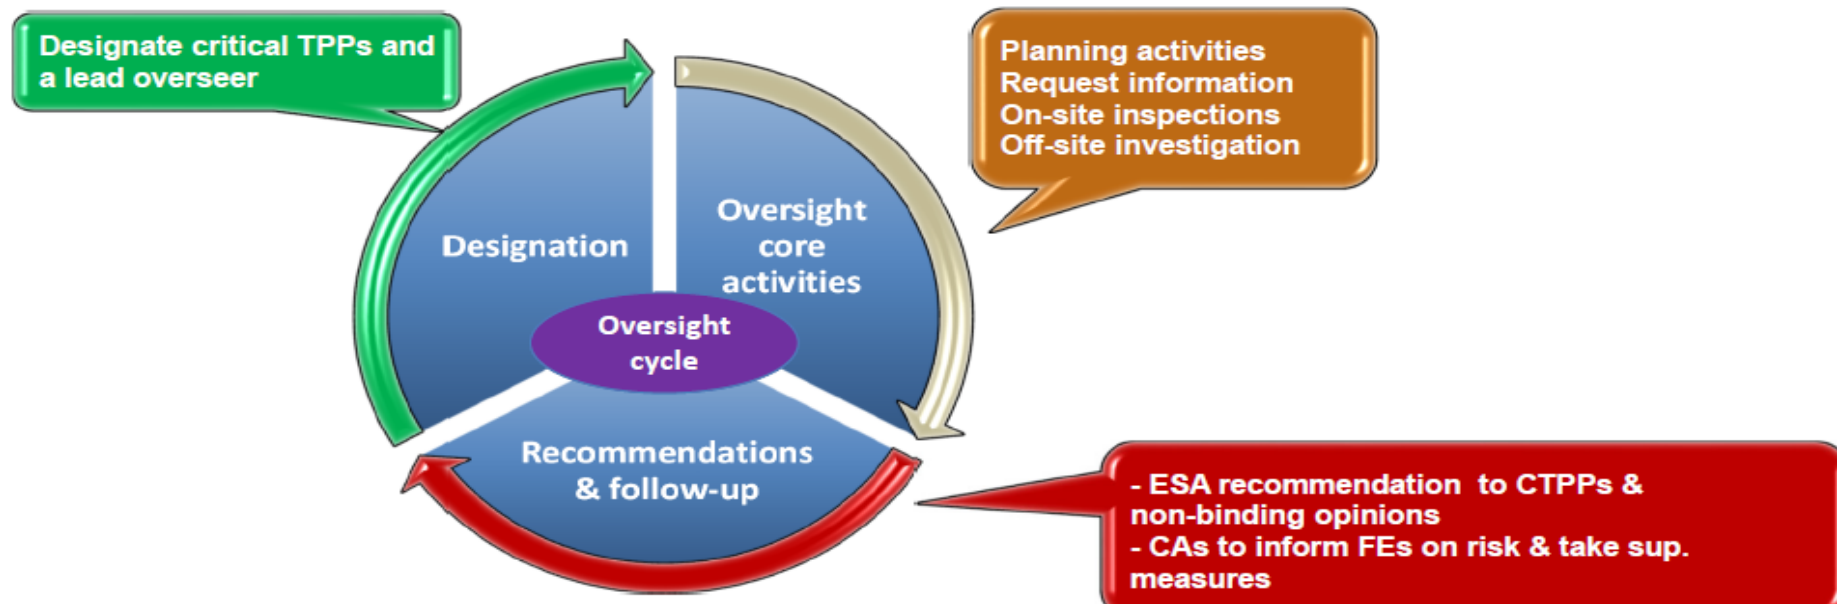 Designate critical TPPs and
a lead overseer
Planning activities
Request information
On-site inspections
Off-site investigation
Designation
Oversight
core
activities
Oversight
cycle
Recommendations
& follow-up
- ESA recommendation  to CTPPs &
non-binding opinions
- CAs to inform FEs on risk & take sup.
measures